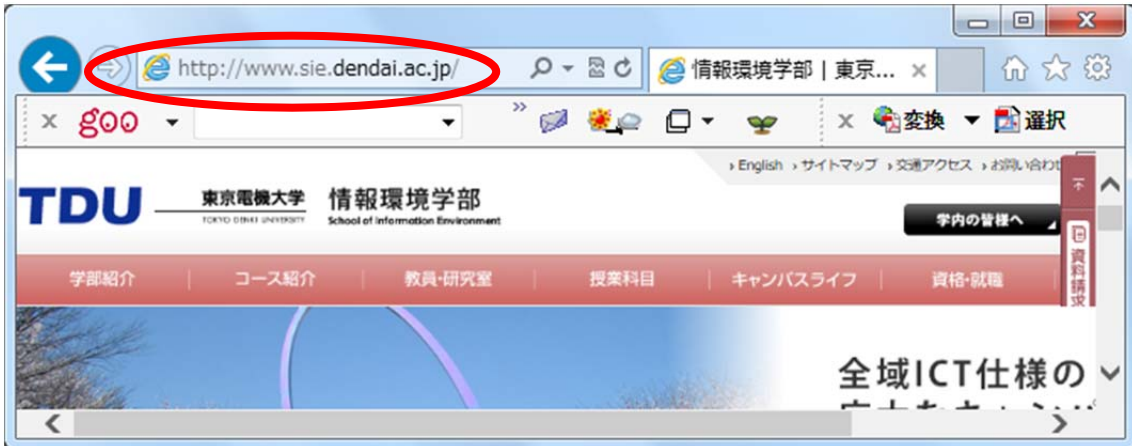 http://www.sie.dendai.ac.jp/
情報環境学部 | 東京...
goo
変換
選択
English サイトマップ 交通アクセス お問い合わせ
TDU
東京電機大学
TOKYO DENKI UNIVERSITY
情報環境学部
School of Information Environment
学内の皆様へ
資料請求
学部紹介 コース紹介 教員・研究室 授業科目 キャンパスライフ 資格・就職
全域ICT仕様の